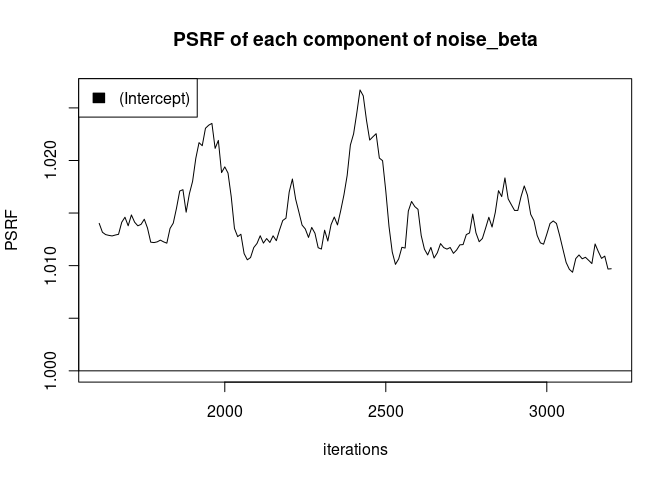 PSRF of each component of noise_beta
(Intercept)
PSRF
1.020
1.010
1.000
2000
2500
3000
iterations